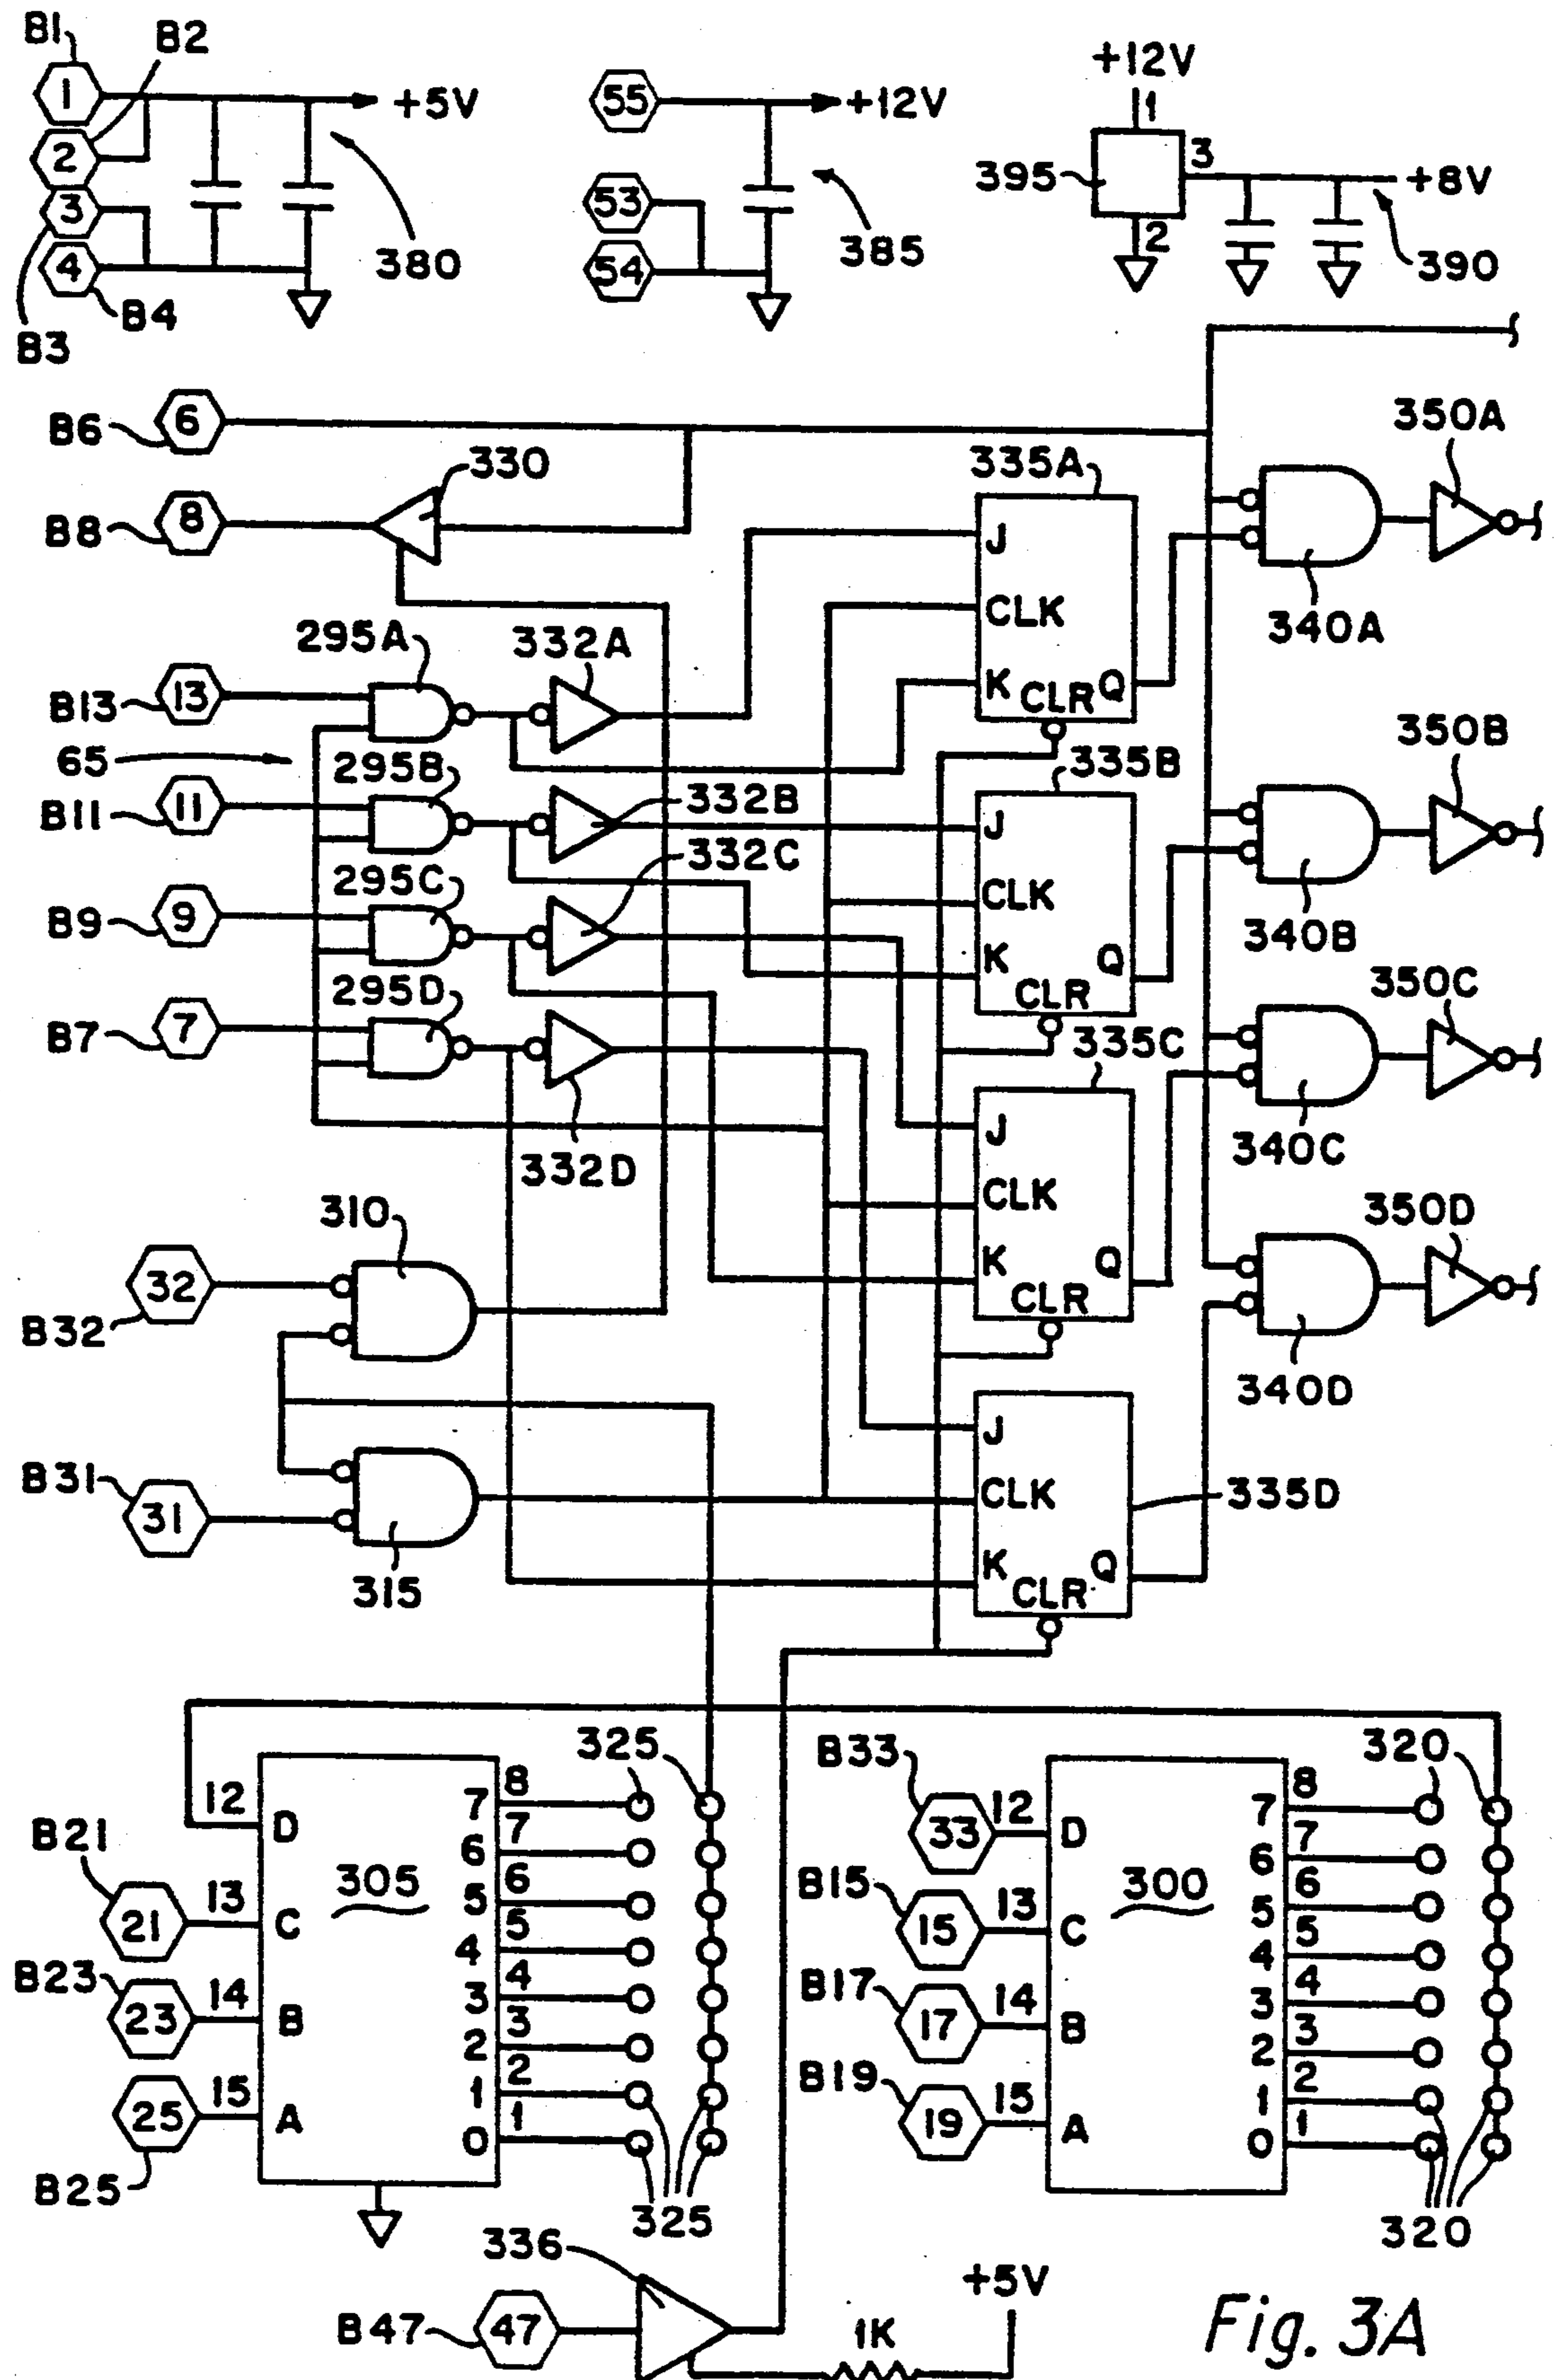 B1
B2
1
2
3
4
+5V
380
B3
B4
55
+12V
53
54
385
+12V
1
395
3
2
+8V
390
B6
6
B8
8
330
335A
350A
340A
J
CLK
K
CLR
Q
295A
332A
B13
13
65
295B
332B
B11
11
335B
350B
340B
J
CLK
K
CLR
Q
295C
332C
B9
9
295D
B7
7
332D
335C
350C
340C
J
CLK
K
CLR
Q
310
32
B32
350D
340D
B31
31
315
J
CLK
K
CLR
Q
335D
12
D
B21
21
13
C
B23
23
14
B
25
15
A
B25
305
7 8
6 7
5 6
4 5
3 4
2 3
1 2
0 1
325
325
B33
33
12
D
B15
15
13
C
B17
17
14
B
B19
19
15
A
300
7 8
6 7
5 6
4 5
3 4
2 3
1 2
0 1
320
320
336
B47
47
1K
+5V
Fig. 3A